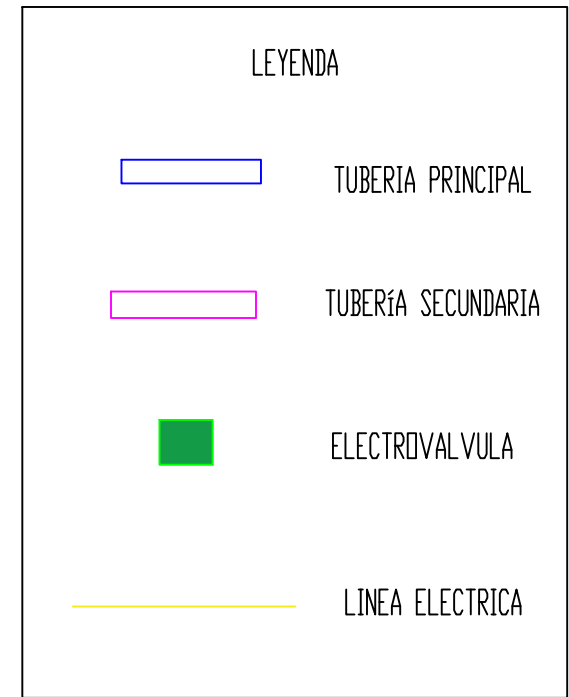 LEYENDA
TUBERIA PRINCIPAL
TUBERíA SECUNDARIA
ELECTROVALVULA
LINEA ELECTRICA